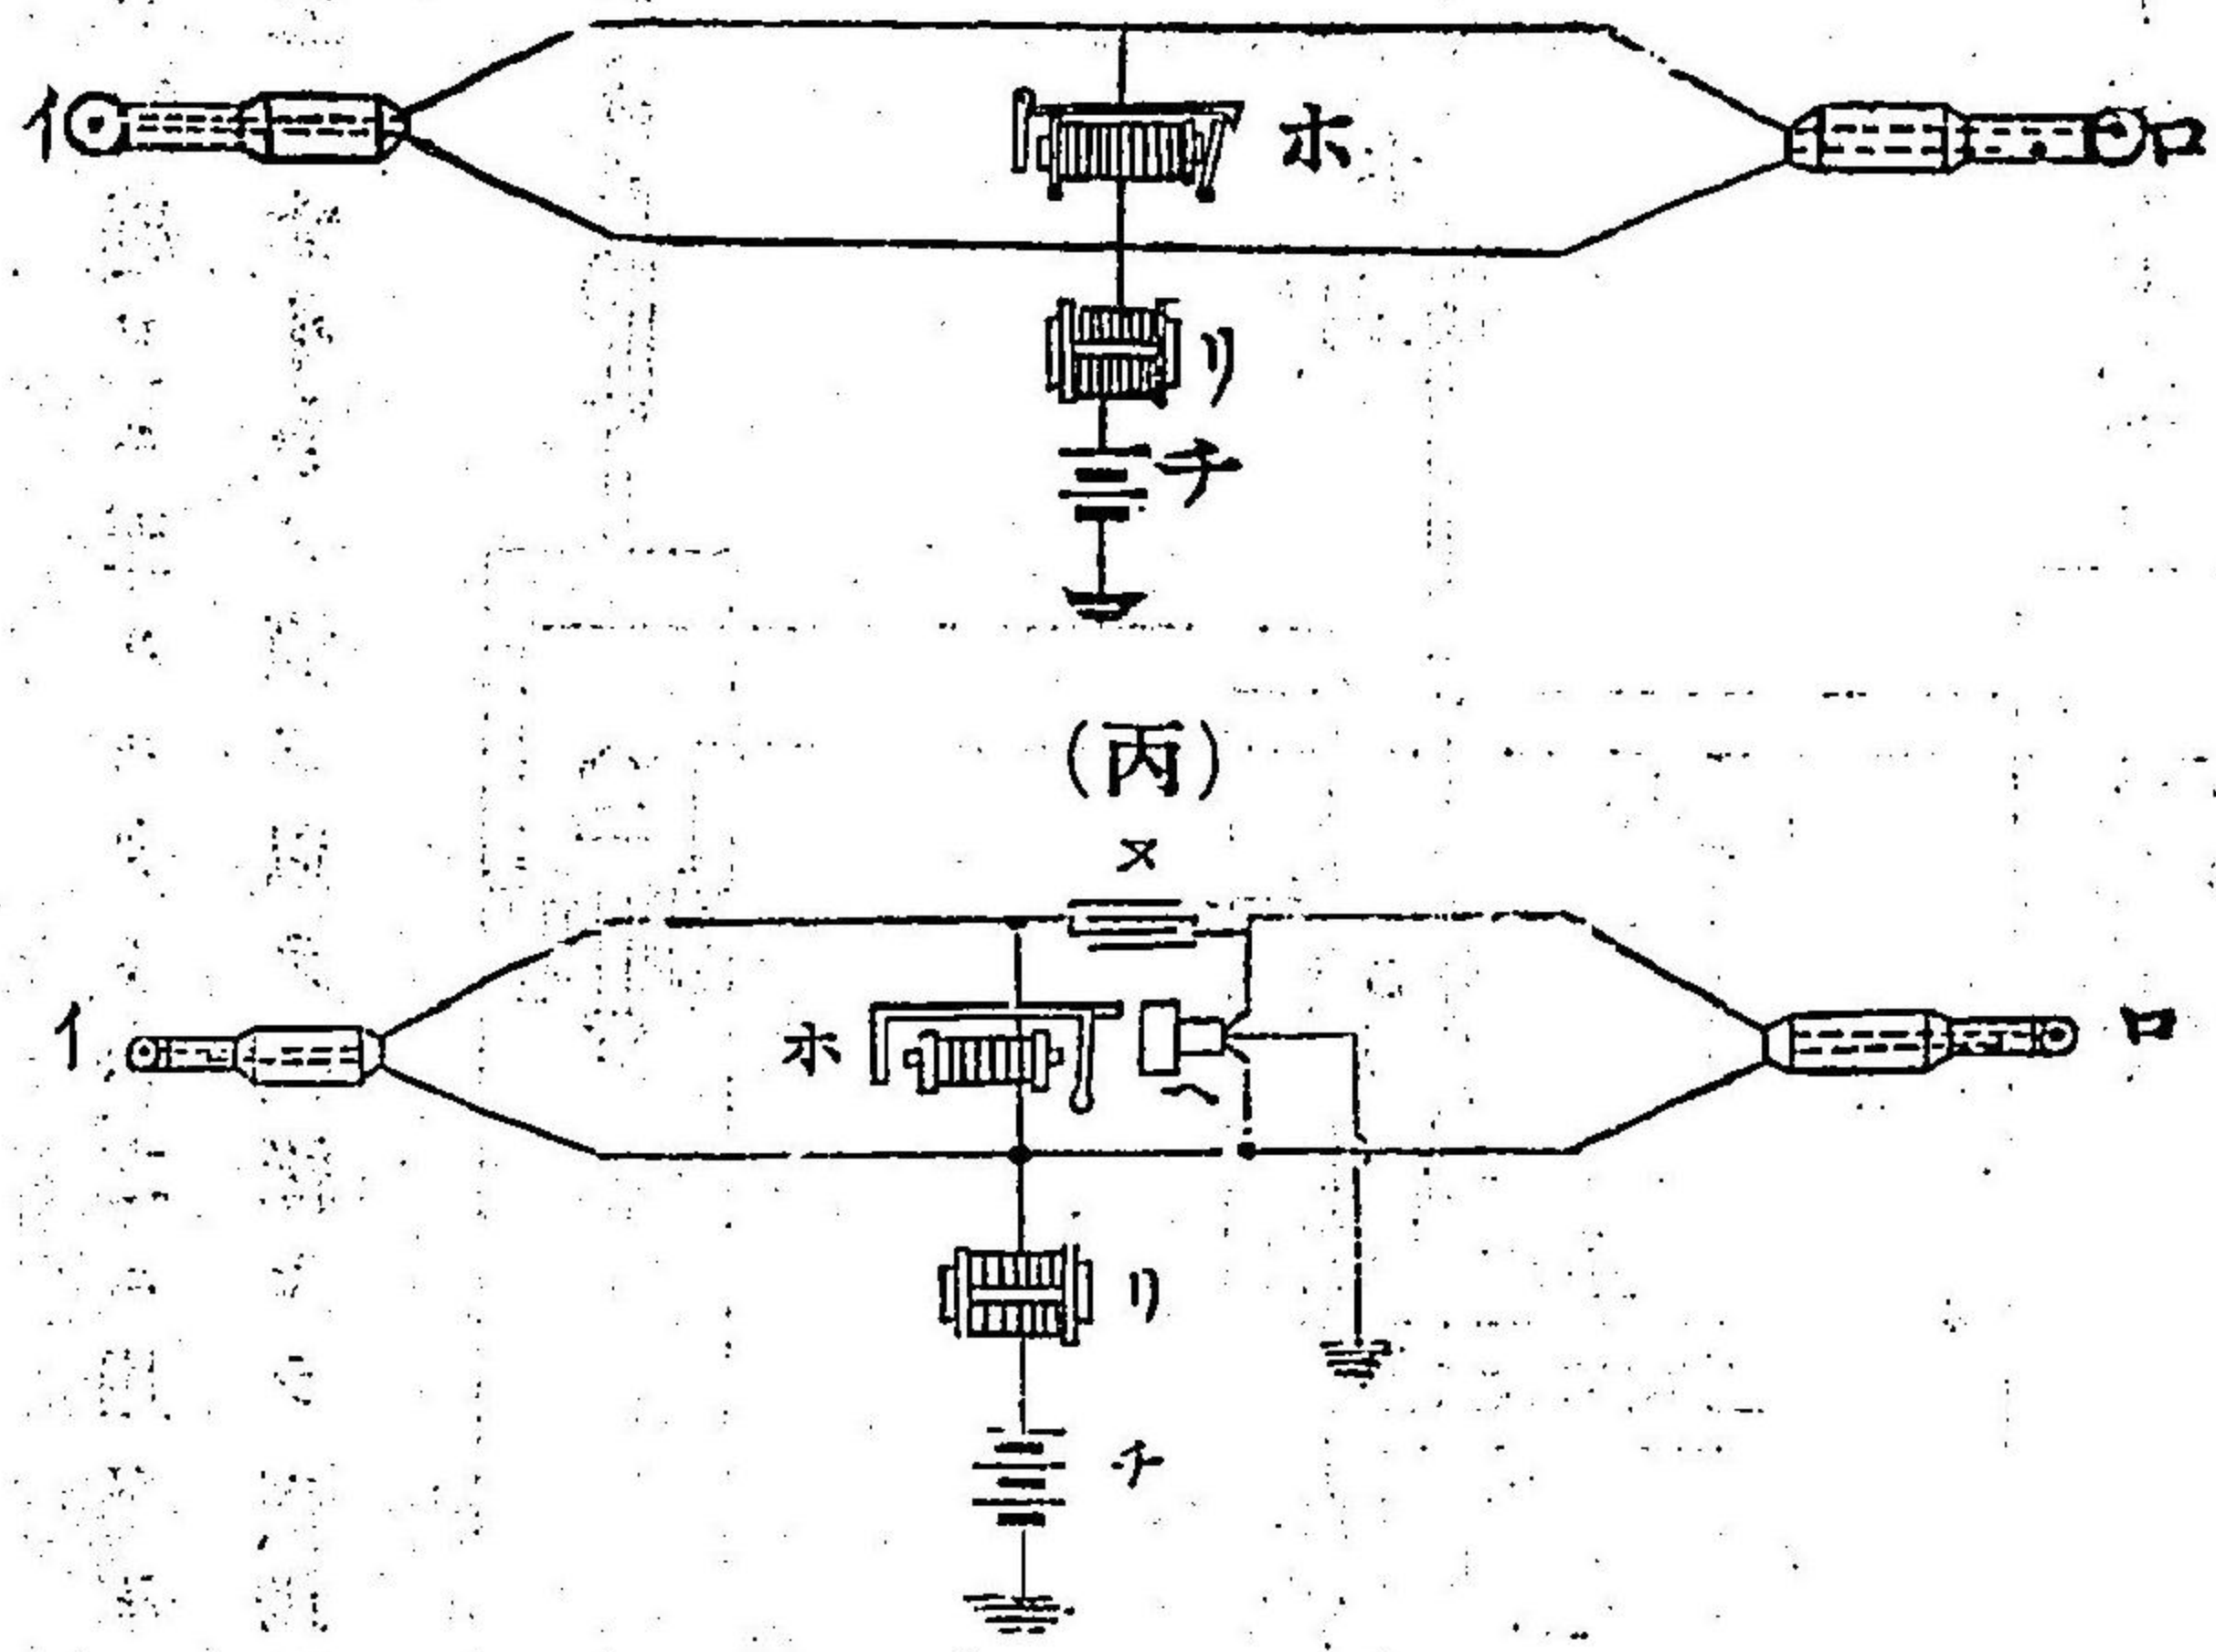 イ ホ ロ
リ
チ
(丙)
ヌ
イ ホ ヘ ロ
リ
チ